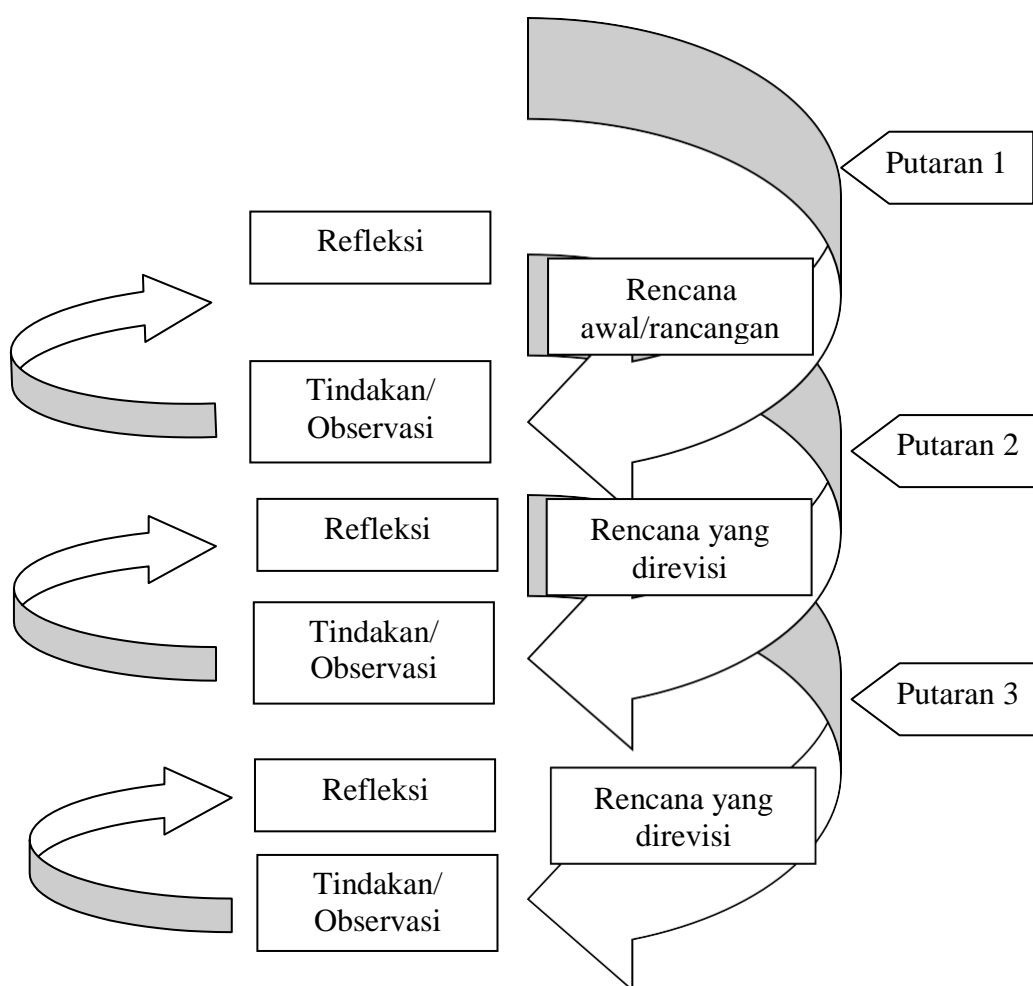 Putaran 1
Refleksi
Rencana
awal/rancangan
Tindakan/
Observasi
Putaran 2
Refleksi
Rencana yang
direvisi
Tindakan/
Observasi
Putaran 3
Refleksi
Rencana yang
direvisi
Tindakan/
Observasi